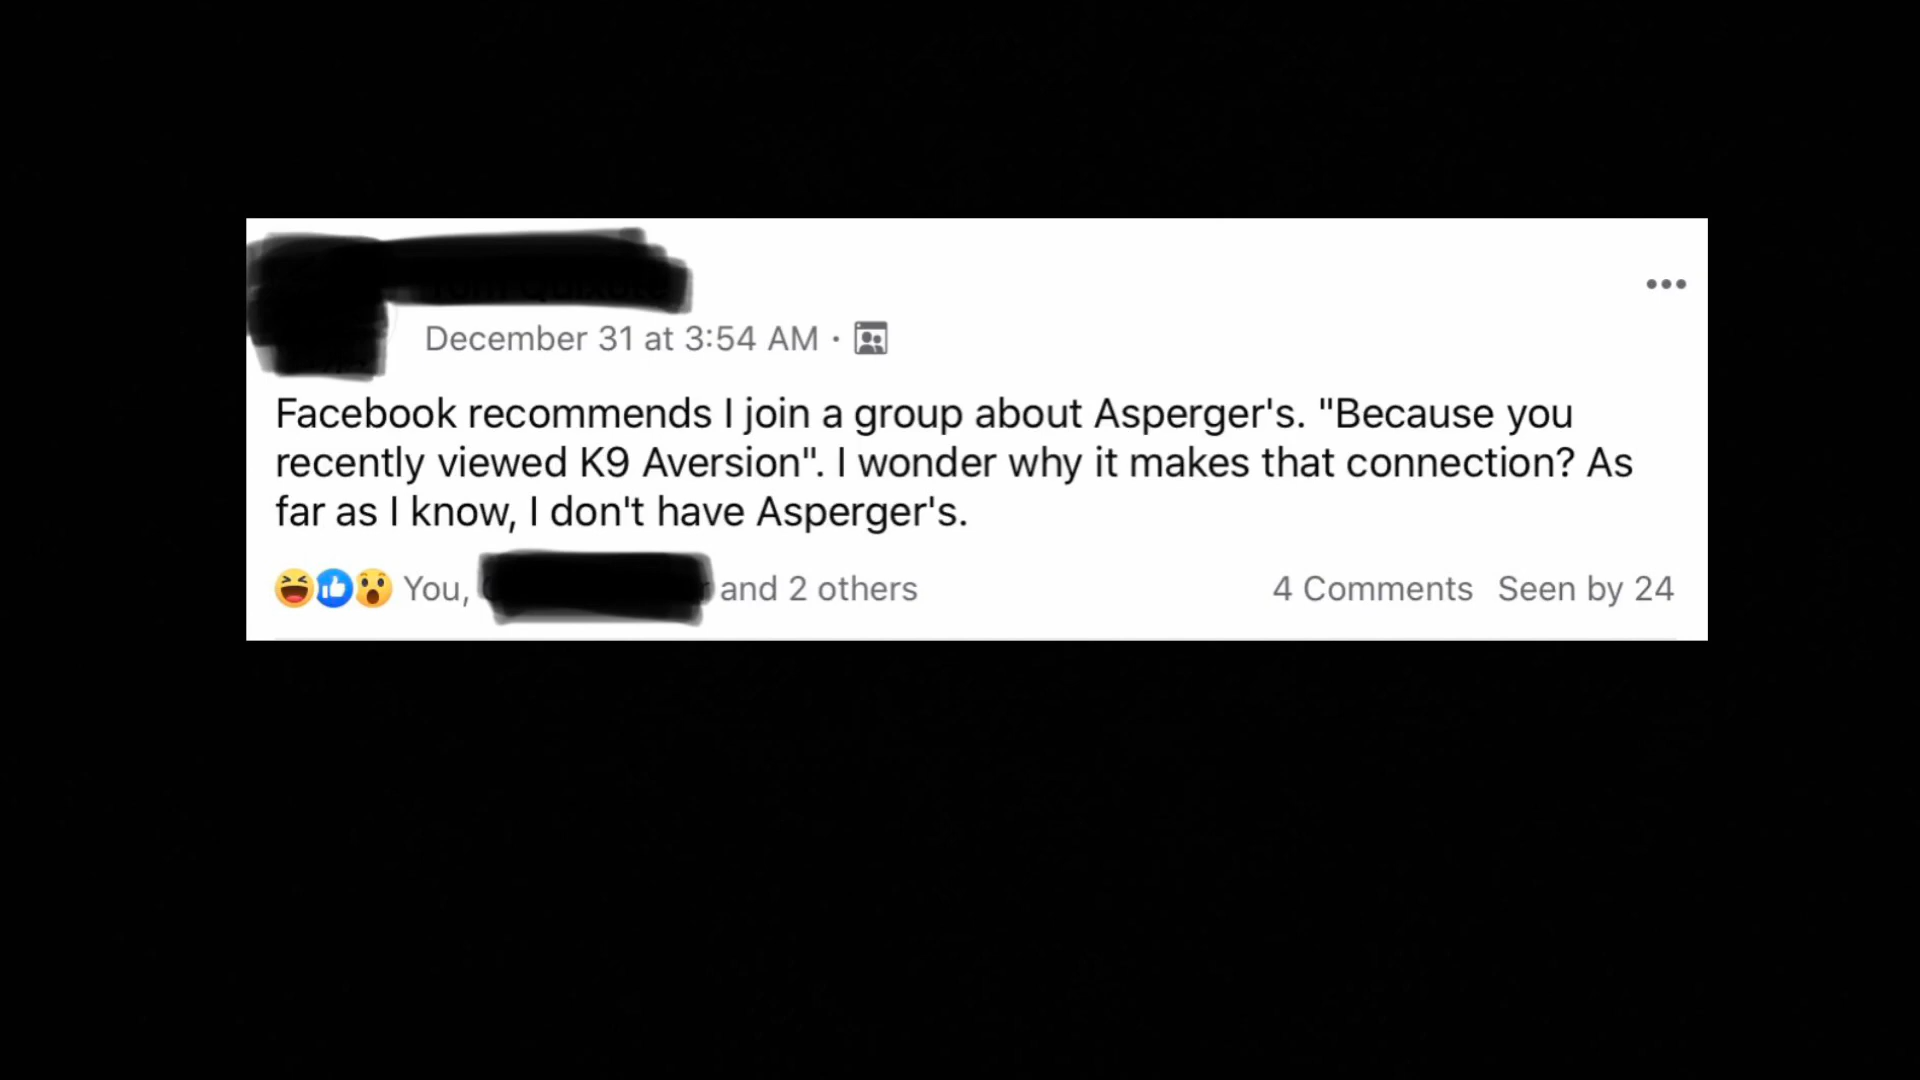 December 31 at 3:54 AM ·
Facebook recommends I join a group about Asperger's. "Because you
recently viewed K9 Aversion". I wonder why it makes that connection? As
far as I know, I don't have Asperger's.
You, and 2 others 4 Comments Seen by 24